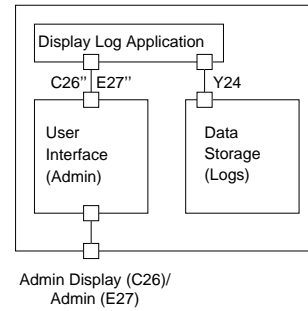 Display Log Application
C26’’ E27’’
Y24
User
Interface
(Admin)
Data
Storage
(Logs)
Admin Display (C26)/
Admin (E27)